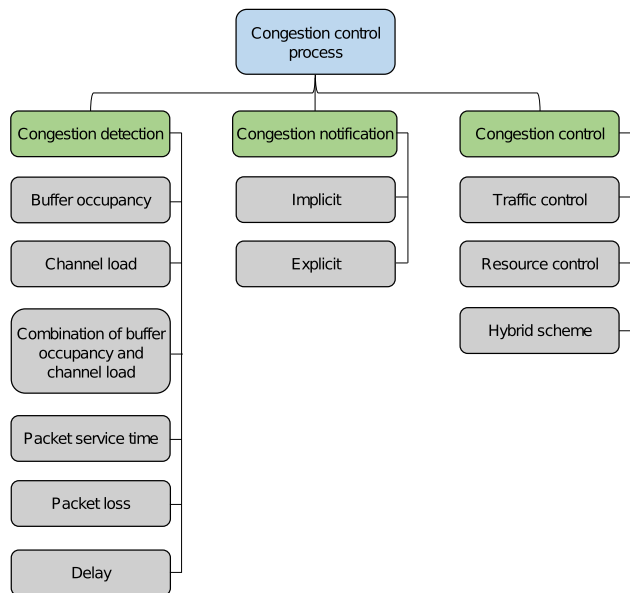 Congestion control
process
Congestion detection
Congestion notification
Congestion control
Buffer occupancy
Implicit
Traffic control
Channel load
Explicit
Resource control
Combination of buffer
occupancy and
channel load
Hybrid scheme
Packet service time
Packet loss
Delay